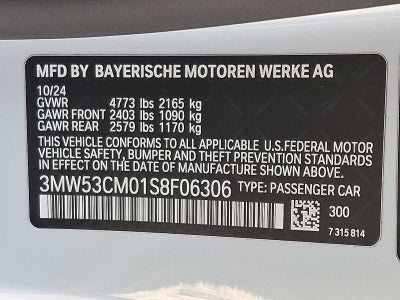 MFD BY BAYERISCHE MOTOREN WERKE AG
10/24
GVWR 4773 lbs 2165 kg
GAWR FRONT 2403 lbs 1090 kg
GAWR REAR 2579 lbs 1170 kg
THIS VEHICLE CONFORMS TO ALL APPLICABLE U.S.FEDERAL MOTOR
VEHICLE SAFETY, BUMPER AND THEFT PREVENTION STANDARDS IN
EFFECT ON THE DATE OF MANUFACTURE SHOWN ABOVE.
3MW53CM01S8F06306 TYPE: PASSENGER CAR
300
7 315 814